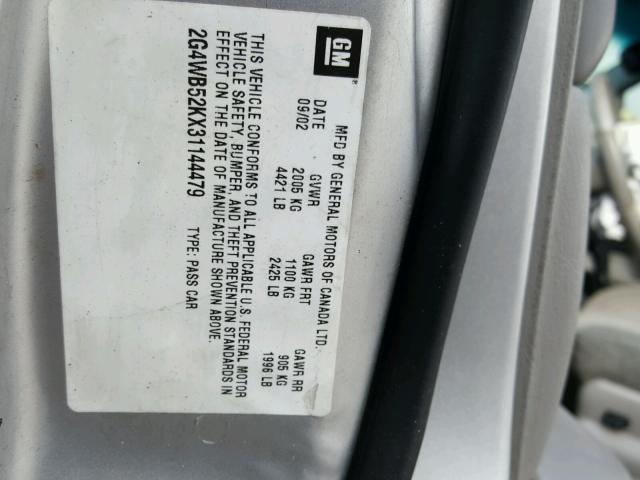 GM
MFD BY GENERAL MOTORS OF CANADA LTD.
DATE GVWR GAWR FRT GAWR RR
09/02 2005 KG 1100 KG 905 KG
4421 LB 2425 LB 1996 LB
THIS VEHICLE CONFORMS TO ALL APPLICABLE U.S. FEDERAL MOTOR
VEHICLE SAFETY, BUMPER, AND THEFT PREVENTION STANDARDS IN
EFFECT ON THE DATE OF MANUFACTURE SHOWN ABOVE.
2G4WB52KX31144479 TYPE: PASS CAR